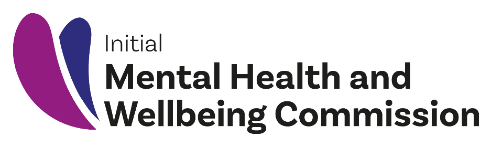 Initial
Mental Health and
Wellbeing Commission